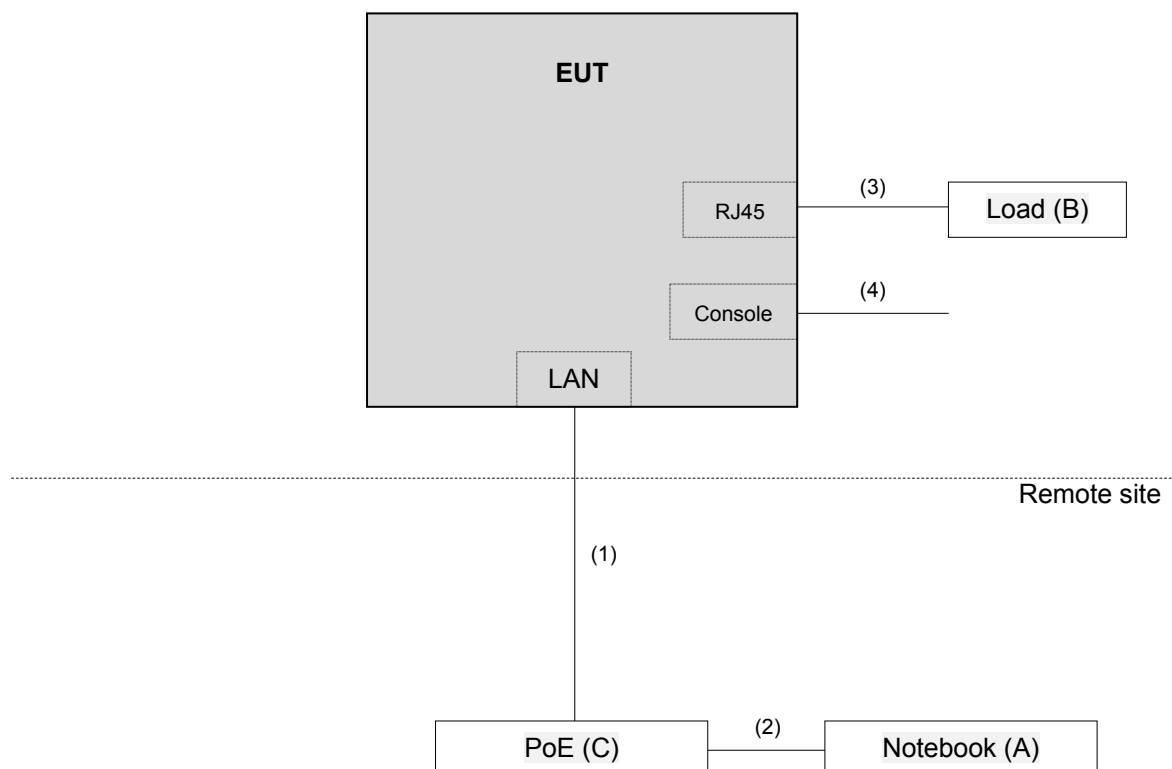 EUT
(3)
RJ45
Load (B)
(4)
Console
LAN
Remote site
(1)
(2)
PoE (C)
Notebook (A)